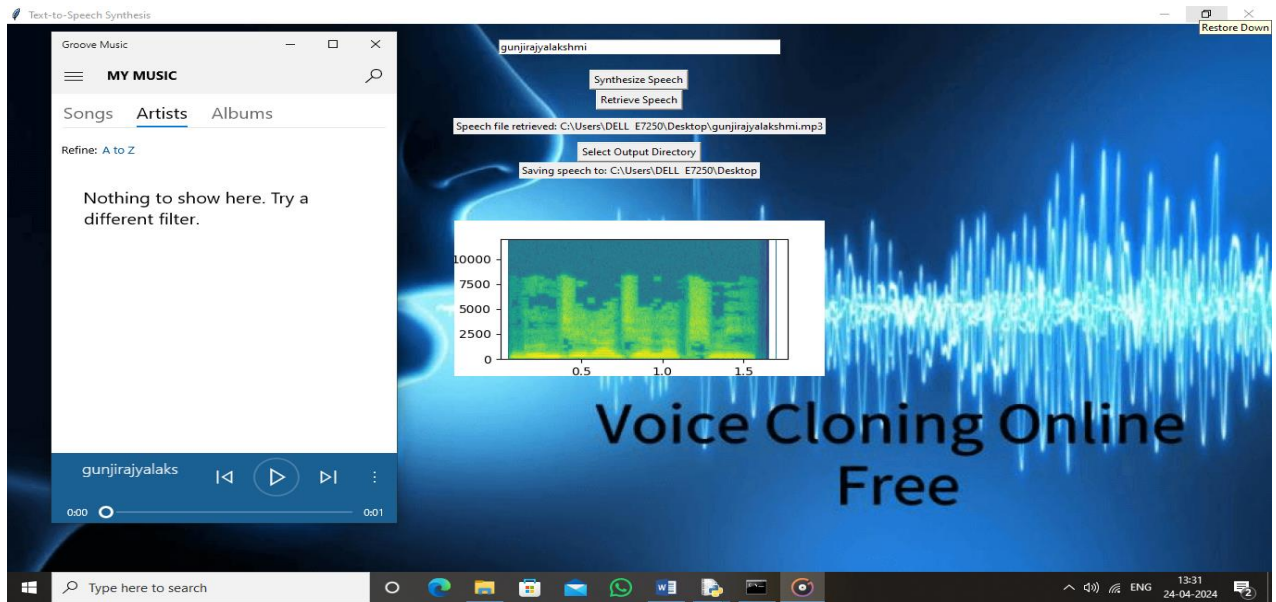 Text-to-Speech Synthesis
Restore Down
Groove Music
MY MUSIC
Songs Artists Albums
Refine: A to Z
Nothing to show here. Try a
different filter.
gunjirajyalaks
0:00 0:01
gunjirajyalakshmi
Synthesize Speech
Retrieve Speech
Speech file retrieved: C:\Users\DELL E7250\Desktop\gunjirajyalakshmi.mp3
Select Output Directory
Saving speech to: C:\Users\DELL E7250\Desktop
10000
7500
5000
2500
0
0.5 1.0 1.5
Voice Cloning Online
Free
Type here to search
ENG
13:31
24-04-2024
2